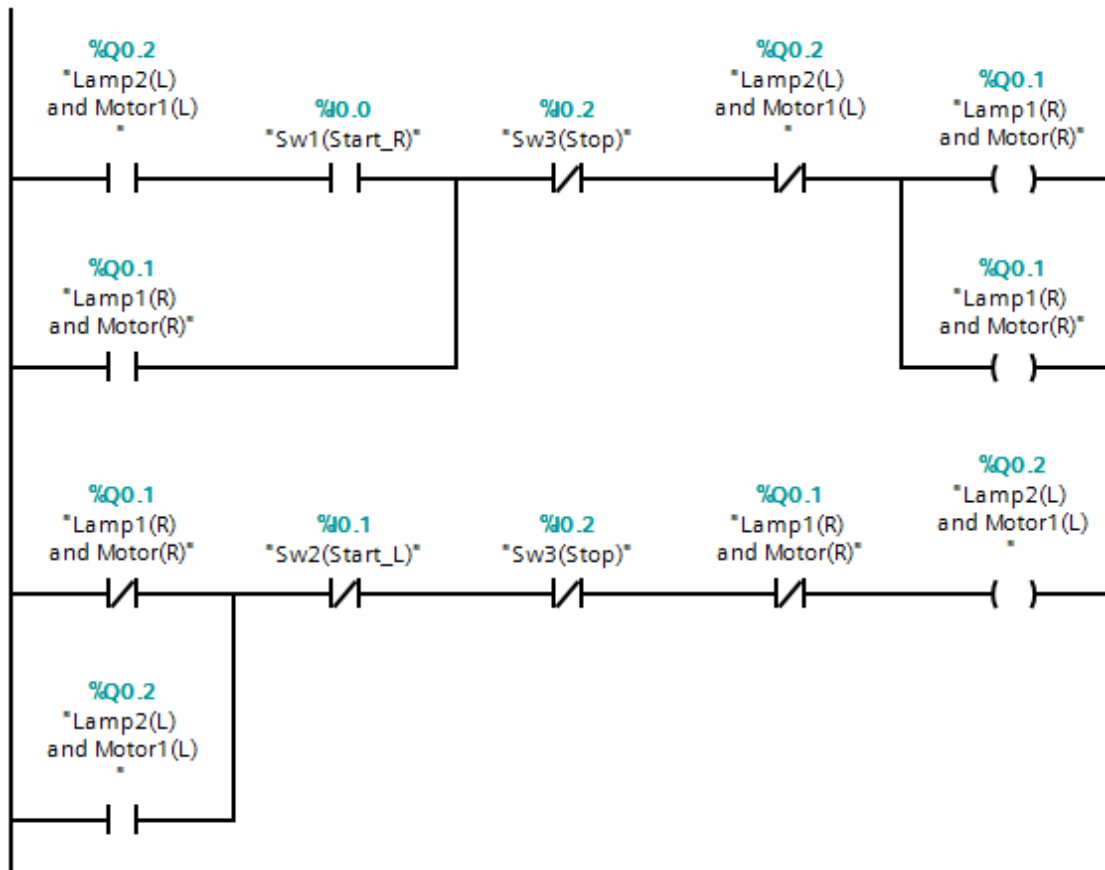 %Q0.2
"Lamp2(L)
and Motor1(L)
"
%I0.0
"Sw1(Start_R)"
%I0.2
"Sw3(Stop)"
%Q0.2
"Lamp2(L)
and Motor1(L)
"
%Q0.1
"Lamp1(R)
and Motor(R)"
%Q0.1
"Lamp1(R)
and Motor(R)"
%Q0.1
"Lamp1(R)
and Motor(R)"
%Q0.1
"Lamp1(R)
and Motor(R)"
%I0.1
"Sw2(Start_L)"
%I0.2
"Sw3(Stop)"
%Q0.1
"Lamp1(R)
and Motor(R)"
%Q0.2
"Lamp2(L)
and Motor1(L)
"
%Q0.2
"Lamp2(L)
and Motor1(L)
"